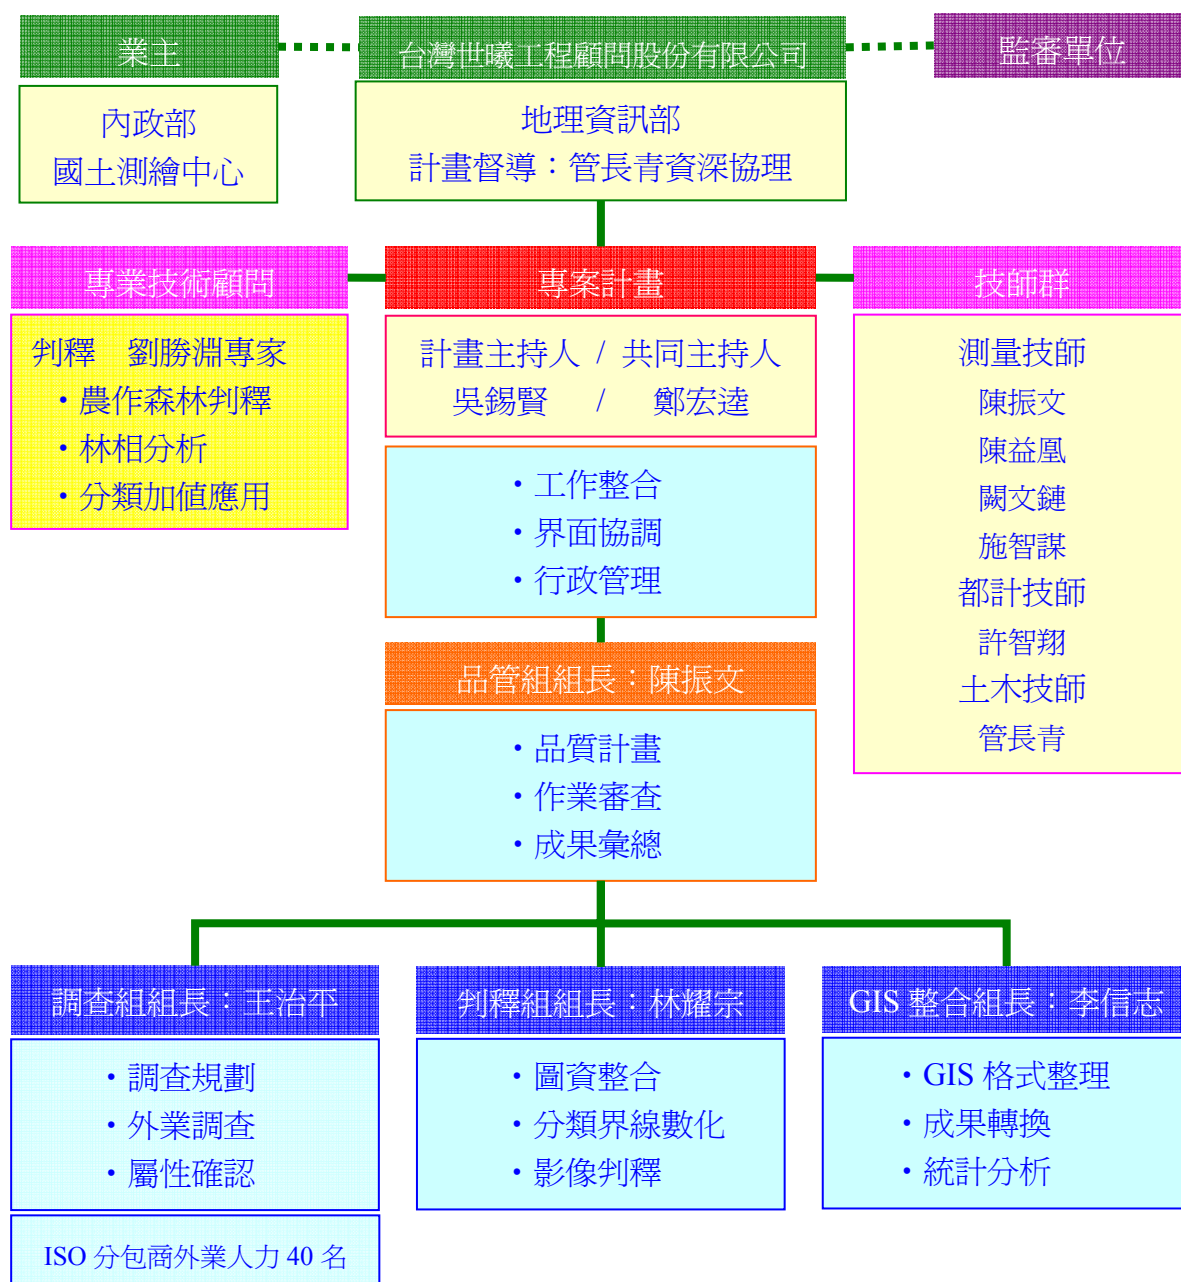 業主
台灣世曦工程顧問股份有限公司
監審單位
內政部
國土測繪中心
地理資訊部
計畫督導：管長青資深協理
專業技術顧問
專案計畫
技師群
判釋　劉勝淵專家
・農作森林判釋
・林相分析
・分類加值應用
計畫主持人 / 共同主持人
吳錫賢 / 鄭宏逵
・工作整合
・界面協調
・行政管理
測量技師
陳振文
陳益凰
闕文鏈
施智謀
都計技師
許智翔
土木技師
管長青
品管組組長：陳振文
・品質計畫
・作業審查
・成果彙總
調查組組長：王治平
・調查規劃
・外業調查
・屬性確認
ISO 分包商外業人力 40 名
判釋組組長：林耀宗
・圖資整合
・分類界線數化
・影像判釋
GIS 整合組長：李信志
・GIS 格式整理
・成果轉換
・統計分析